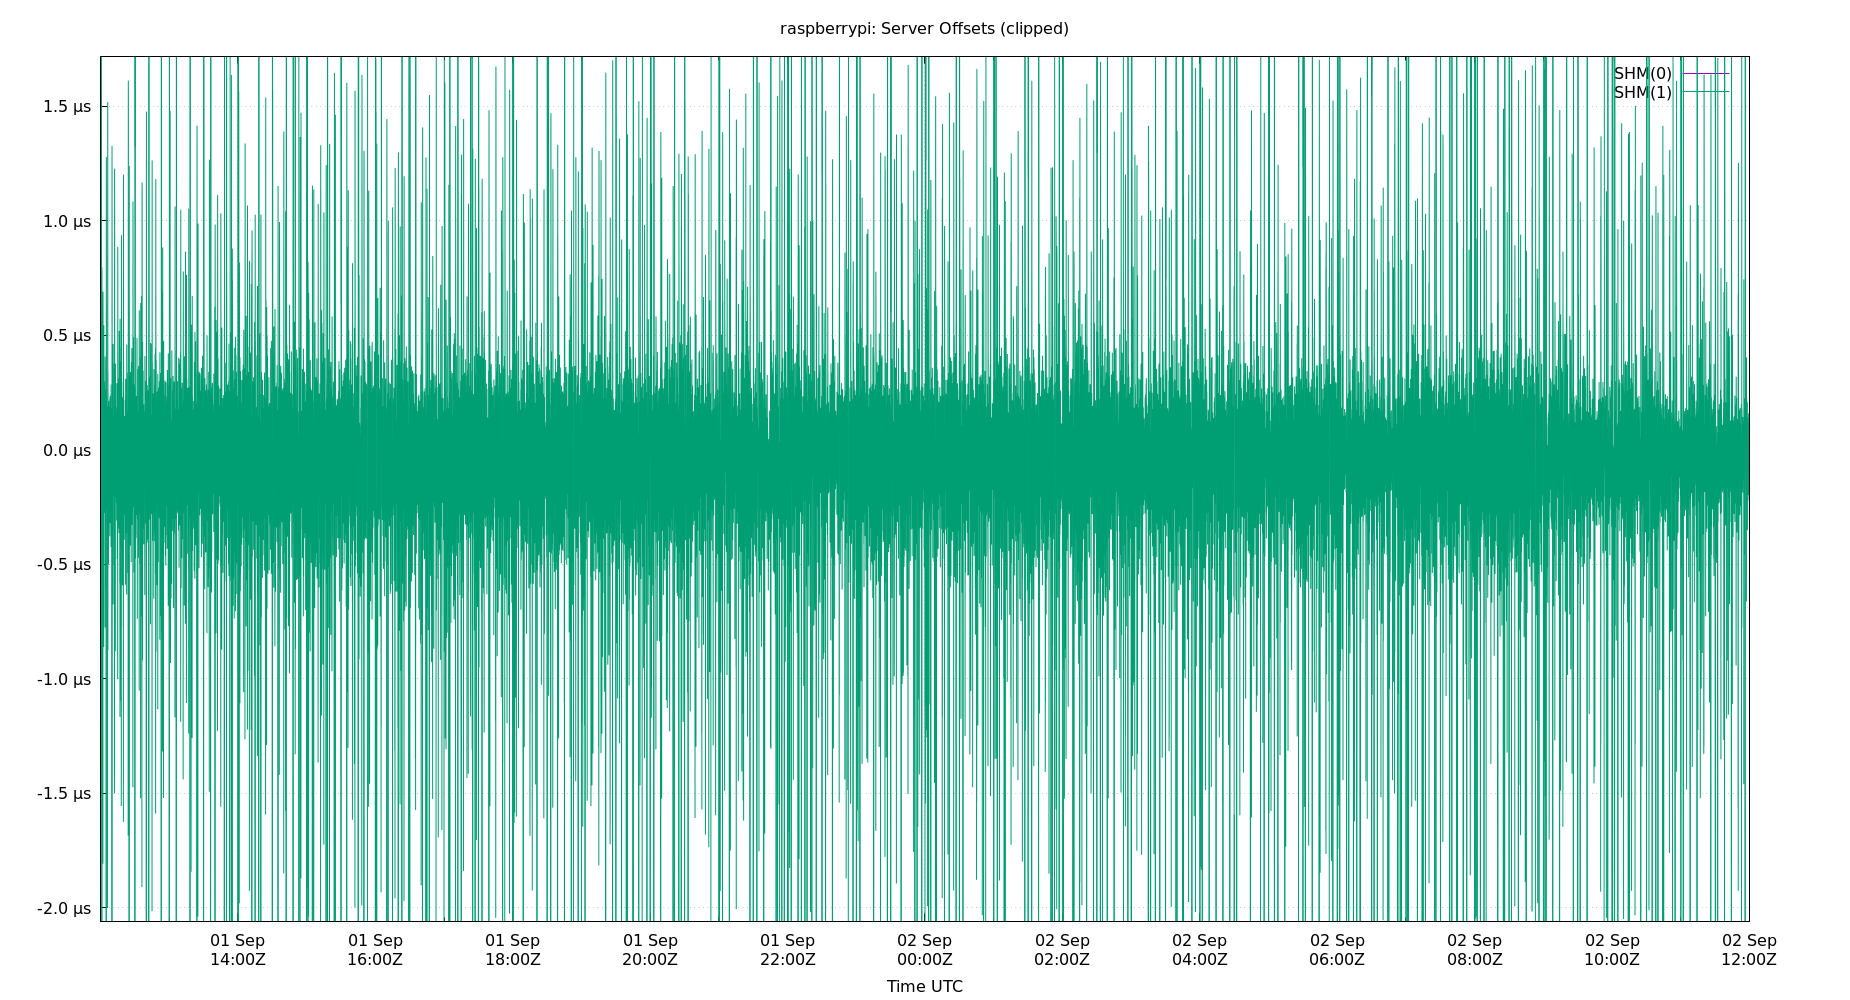 raspberrypi: Server Offsets (clipped)
SHM(0)
SHM(1)
1.5 µs
1.0 µs
0.5 µs
0.0 µs
-0.5 µs
-1.0 µs
-1.5 µs
-2.0 µs
01 Sep 01 Sep 01 Sep 01 Sep 01 Sep 02 Sep 02 Sep 02 Sep 02 Sep 02 Sep 02 Sep 02 Sep
14:00Z 16:00Z 18:00Z 20:00Z 22:00Z 00:00Z 02:00Z 04:00Z 06:00Z 08:00Z 10:00Z 12:00Z
Time UTC